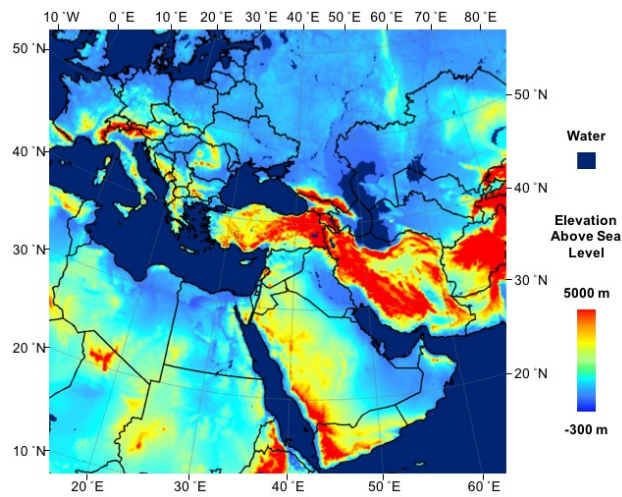 10 °W 0 °E 10 °E 20 °E 30 °E 40 °E 50 °E 60 °E 70 °E 80 °E
50 °N
40 °N
30 °N
20 °N
10 °N
50 °N
40 °N
30 °N
20 °N
20 °E 30 °E 40 °E 50 °E 60 °E
Water
Elevation
Above Sea
Level
5000 m
-300 m